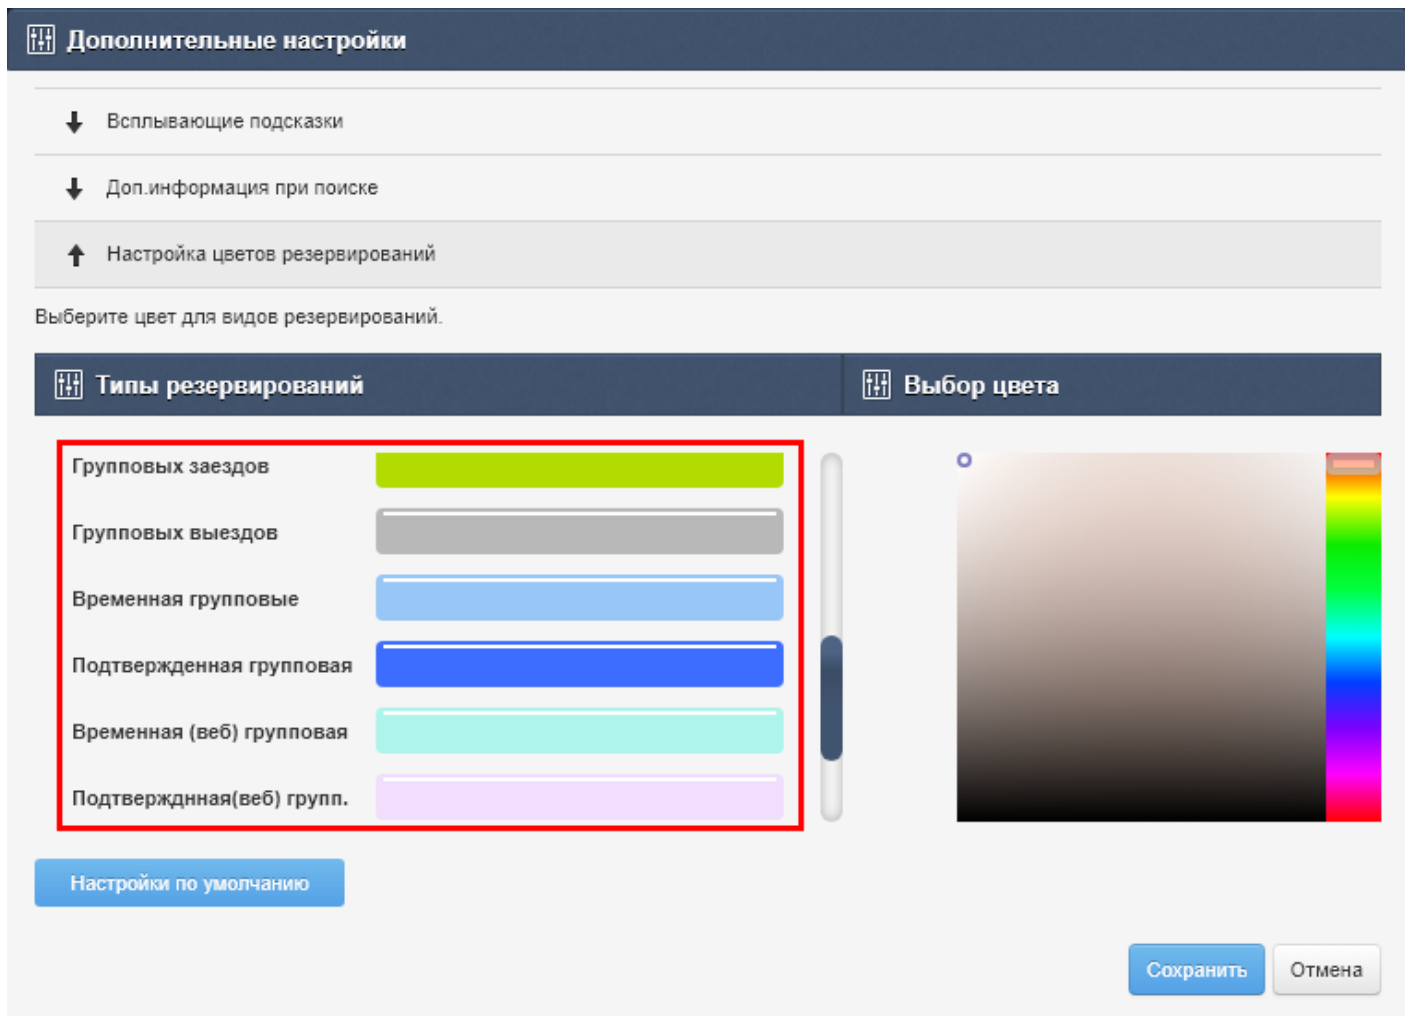 Дополнительные настройки
Всплывающие подсказки
Доп.информация при поиске
Настройка цветов резервирований
Выберите цвет для видов резервирований.
Типы резервирований
Выбор цвета
Групповых заездов
Групповых выездов
Временная групповые
Подтвержденная групповая
Временная (веб) групповая
Подтвержднная(веб) групп.
Настройки по умолчанию
Сохранить
Отмена